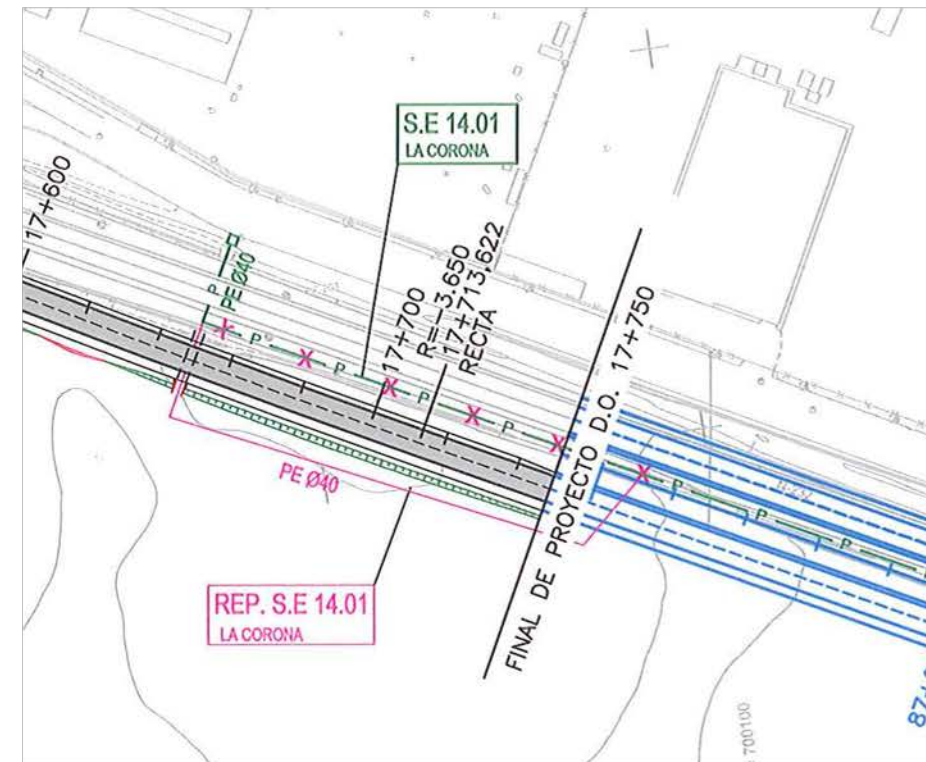 S.E 14.01
LA CORONA
17+600
PE Ø40
P
P
P
P
P
17+700
R=-3.650
17+713,622
RECTA
FINAL DE PROYECTO D.O. 17+750
P
P
PE Ø40
REP. S.E 14.01
LA CORONA
700100